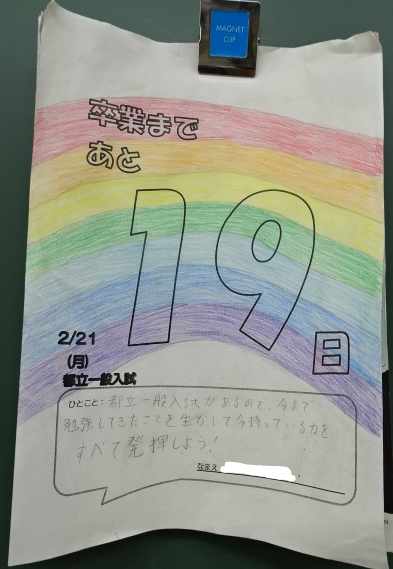 MAGNET
CLIP
卒業まで
あと
19日
2/21
(月)
都立一般入試
ひとこと:都立一般入試があるので、今まで
勉強してきたことを生かして今持っている力を
すべて発揮しよう!
なまえ